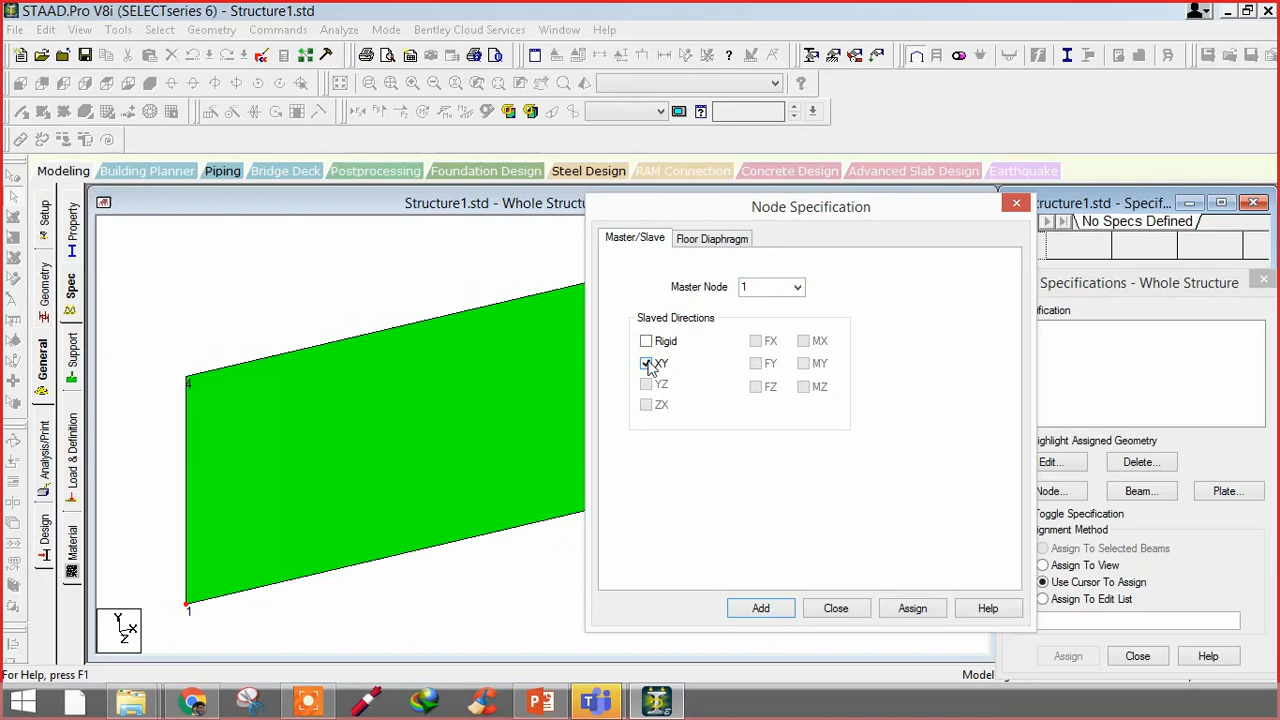 STAAD.Pro V8i (SELECTseries 6) - Structure1.std
File Edit View Tools Select Geometry Commands Analyze Mode Bentley Cloud Services Window Help
Modeling Building Planner Piping Bridge Deck Postprocessing Foundation Design Steel Design RAM Connection Concrete Design Advanced Slab Design Earthquake
Structure1.std - Whole Structu
ructure1.std - Specif...
No Specs Defined
Node Specification
Master/Slave
Floor Diaphragm
Master Node 1
Slaved Directions
Rigid FX MX
XY FY MY
YZ FZ MZ
ZX
Add Close Assign Help
Specifications - Whole Structure
ification
ighlight Assigned Geometry
Edit... Delete...
Node... Beam... Plate...
Toggle Specification
ignment Method
Assign To Selected Beams
Assign To View
Use Cursor To Assign
Assign To Edit List
Assign Close Help
Setup
Geometry
General
Analysis/Print
Design
Property
Spec
Support
Load & Definition
Material
4
1
Y
X
Z
For Help, press F1
Model